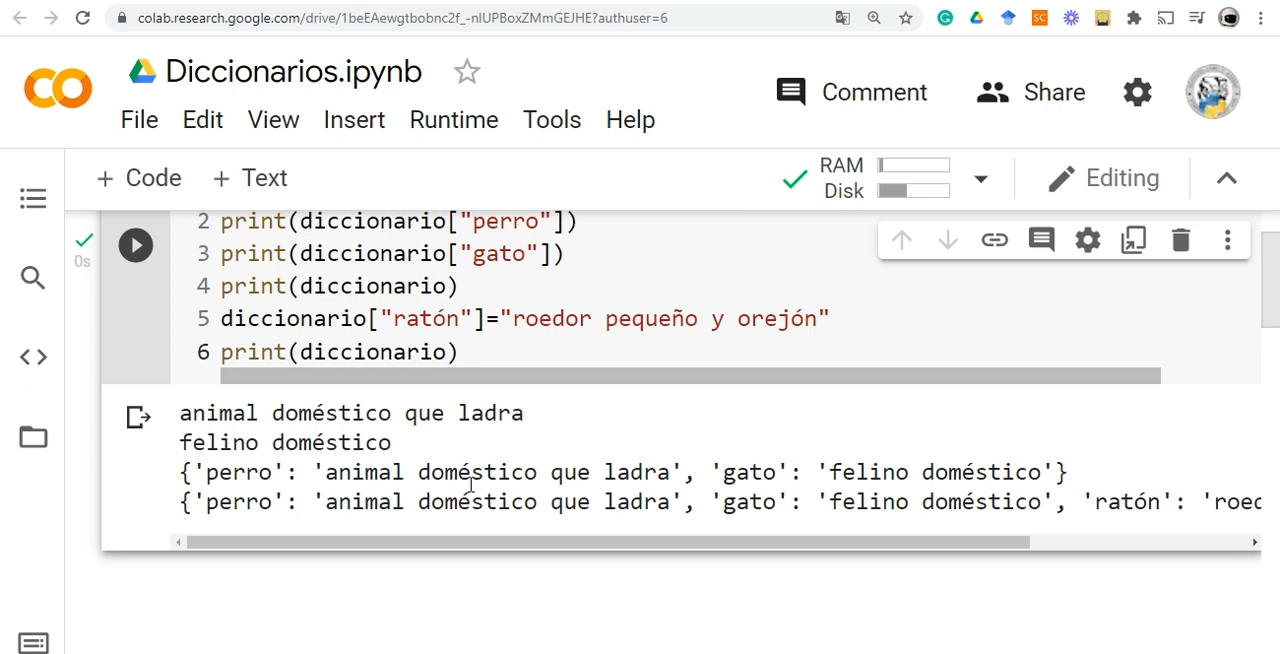 colab.research.google.com/drive/1beEAewgtbobnc2f_-nIUPBoxZMmGEJHE?authuser=6
Diccionarios.ipynb
Comment
Share
File Edit View Insert Runtime Tools Help
+ Code + Text
RAM
Disk
Editing
0s
2 print(diccionario["perro"])
3 print(diccionario["gato"])
4 print(diccionario)
5 diccionario["ratón"]="roedor pequeño y orejón"
6 print(diccionario)
animal doméstico que ladra
felino doméstico
{'perro': 'animal doméstico que ladra', 'gato': 'felino doméstico'}
{'perro': 'animal doméstico que ladra', 'gato': 'felino doméstico', 'ratón': 'roed